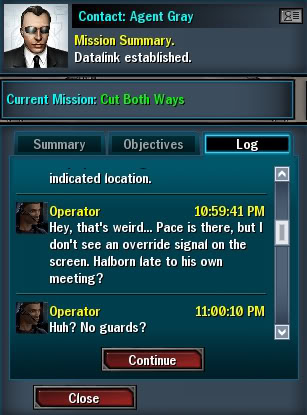 Contact: Agent Gray
Mission Summary.
Datalink established.
Current Mission: Cut Both Ways
Summary
Objectives
Log
indicated location.
Operator 10:59:41 PM
Hey, that's weird... Pace is there, but I
don't see an override signal on the
screen. Halborn late to his own
meeting?
Operator 11:00:10 PM
Huh? No guards?
Continue
Close